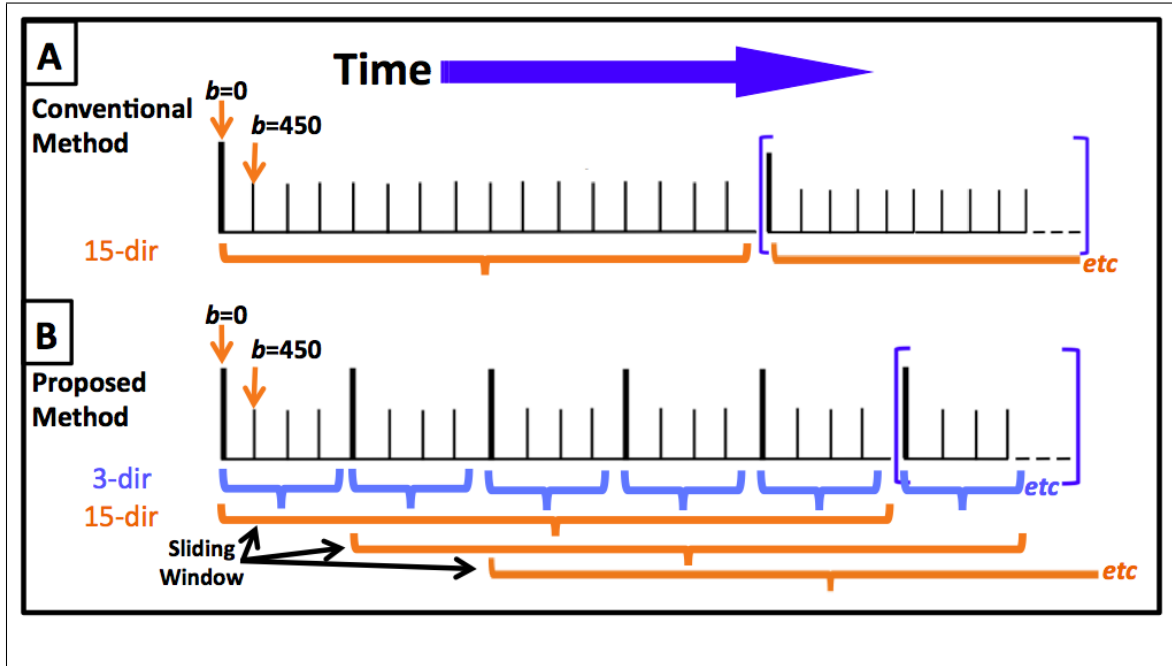 A
Time
b=0
Conventional
Method
b=450
15-dir
etc
B
b=0
b=450
Proposed
Method
3-dir
etc
15-dir
Sliding
Window
etc